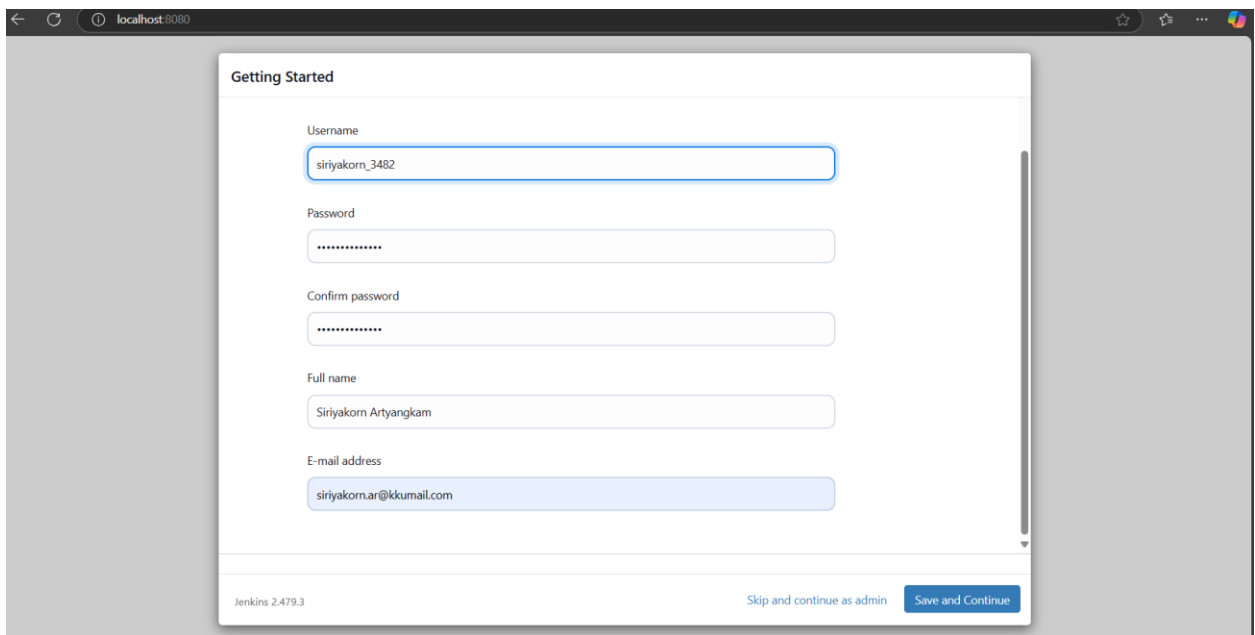 localhost:8080
Getting Started
Username
siriyakorn_3482
Password
••••••••••••••
Confirm password
••••••••••••••
Full name
Siriyakorn Artyangkam
E-mail address
siriyakorn.ar@kkumail.com
Jenkins 2.479.3
Skip and continue as admin
Save and Continue